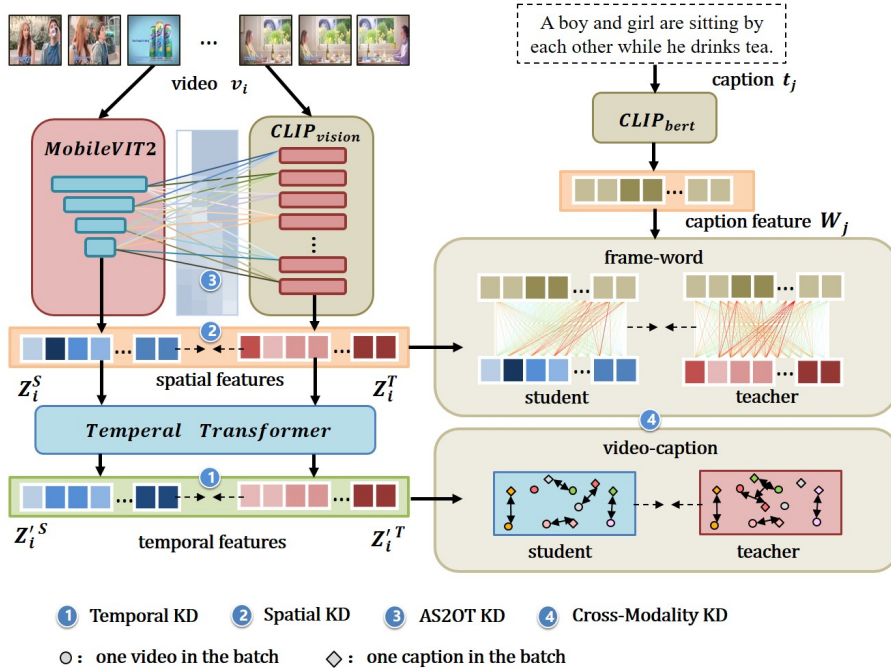 A boy and girl are sitting by
each other while he drinks tea.
...
video v_i
caption t_j
MobileVIT2
CLIP_vision
CLIP_bert
...
caption feature W_j
3
frame-word
...
...
2
...
...
Z_i^S
spatial features
Z_i^T
...
...
student
teacher
Temperal Transformer
4
video-caption
1
...
...
Z_i'^S
temporal features
Z_i'^T
student
teacher
1 Temporal KD
2 Spatial KD
3 AS2OT KD
4 Cross-Modality KD
: one video in the batch
: one caption in the batch